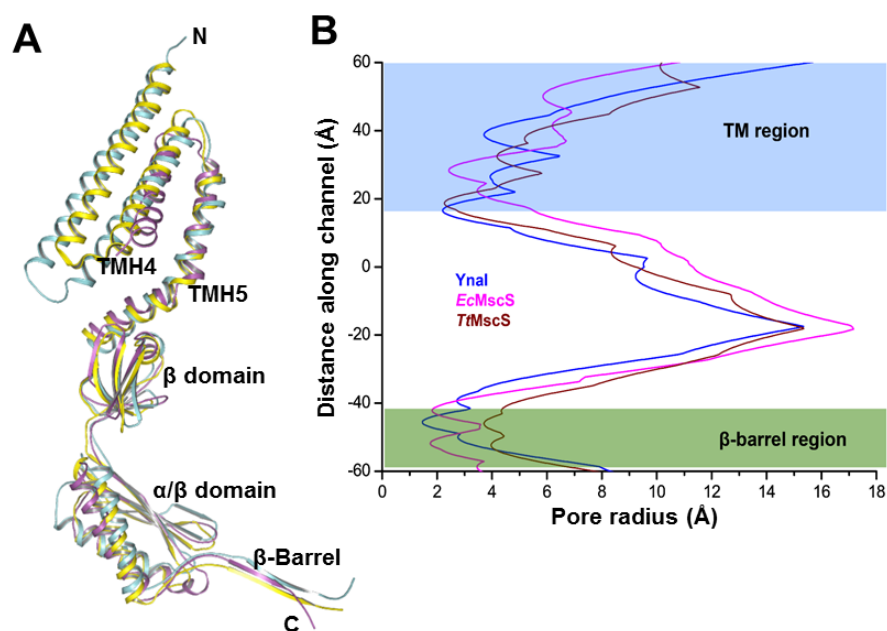 A
N
TMH4
TMH5
β domain
α/β domain
β-Barrel
C
B
60
40
20
0
-20
-40
-60
Distance along channel (Å)
TM region
YnaI
EcMscS
TtMscS
β-barrel region
0 2 4 6 8 10 12 14 16 18
Pore radius (Å)